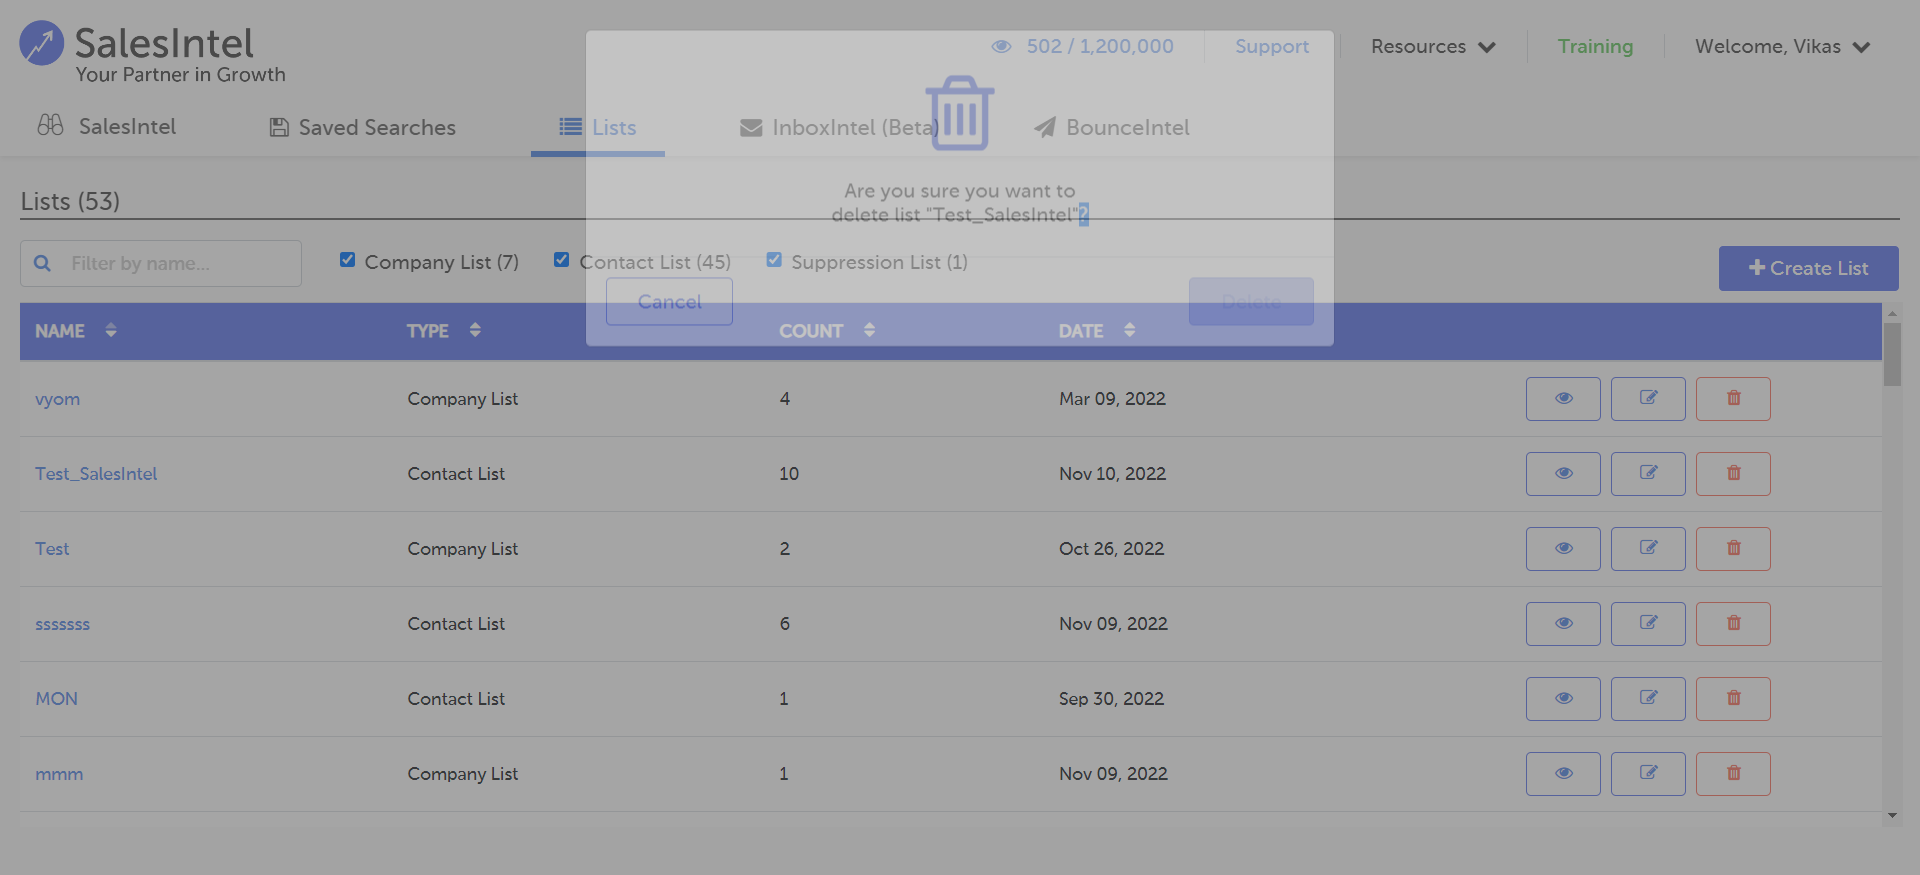 SalesIntel
Your Partner in Growth
502 / 1,200,000
Support
Resources
Training
Welcome, Vikas
SalesIntel
Saved Searches
Lists
InboxIntel (Beta)
BounceIntel
Are you sure you want to
delete list "Test_SalesIntel"?
Lists (53)
Filter by name...
Company List (7)
Contact List (45)
Suppression List (1)
Create List
Cancel
Delete
NAME TYPE COUNT DATE
vyom Company List 4 Mar 09, 2022
Test_SalesIntel Contact List 10 Nov 10, 2022
Test Company List 2 Oct 26, 2022
sssssss Contact List 6 Nov 09, 2022
MON Contact List 1 Sep 30, 2022
mmm Company List 1 Nov 09, 2022